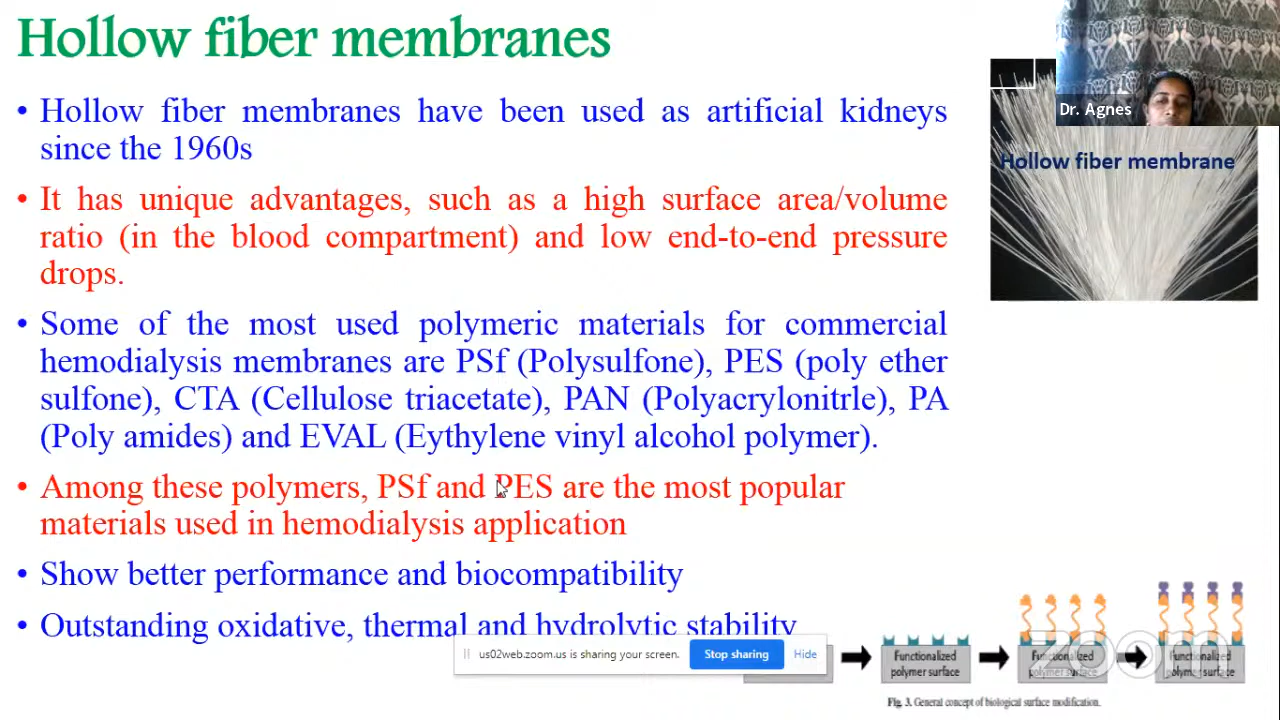 Hollow fiber membranes
• Hollow fiber membranes have been used as artificial kidneys
since the 1960s
• It has unique advantages, such as a high surface area/volume
ratio (in the blood compartment) and low end-to-end pressure
drops.
• Some of the most used polymeric materials for commercial
hemodialysis membranes are PSf (Polysulfone), PES (poly ether
sulfone), CTA (Cellulose triacetate), PAN (Polyacrylonitrle), PA
(Poly amides) and EVAL (Eythylene vinyl alcohol polymer).
• Among these polymers, PSf and PES are the most popular
materials used in hemodialysis application
• Show better performance and biocompatibility
• Outstanding oxidative, thermal and hydrolytic stability
Dr. Agnes
Hollow fiber membrane
us02web.zoom.us is sharing your screen.
Stop sharing
Hide
Functionalized
polymer surface
Functionalized
polymer surface
Functionalized
polymer surface
zoom
Fig. 3. General concept of biological surface modification.